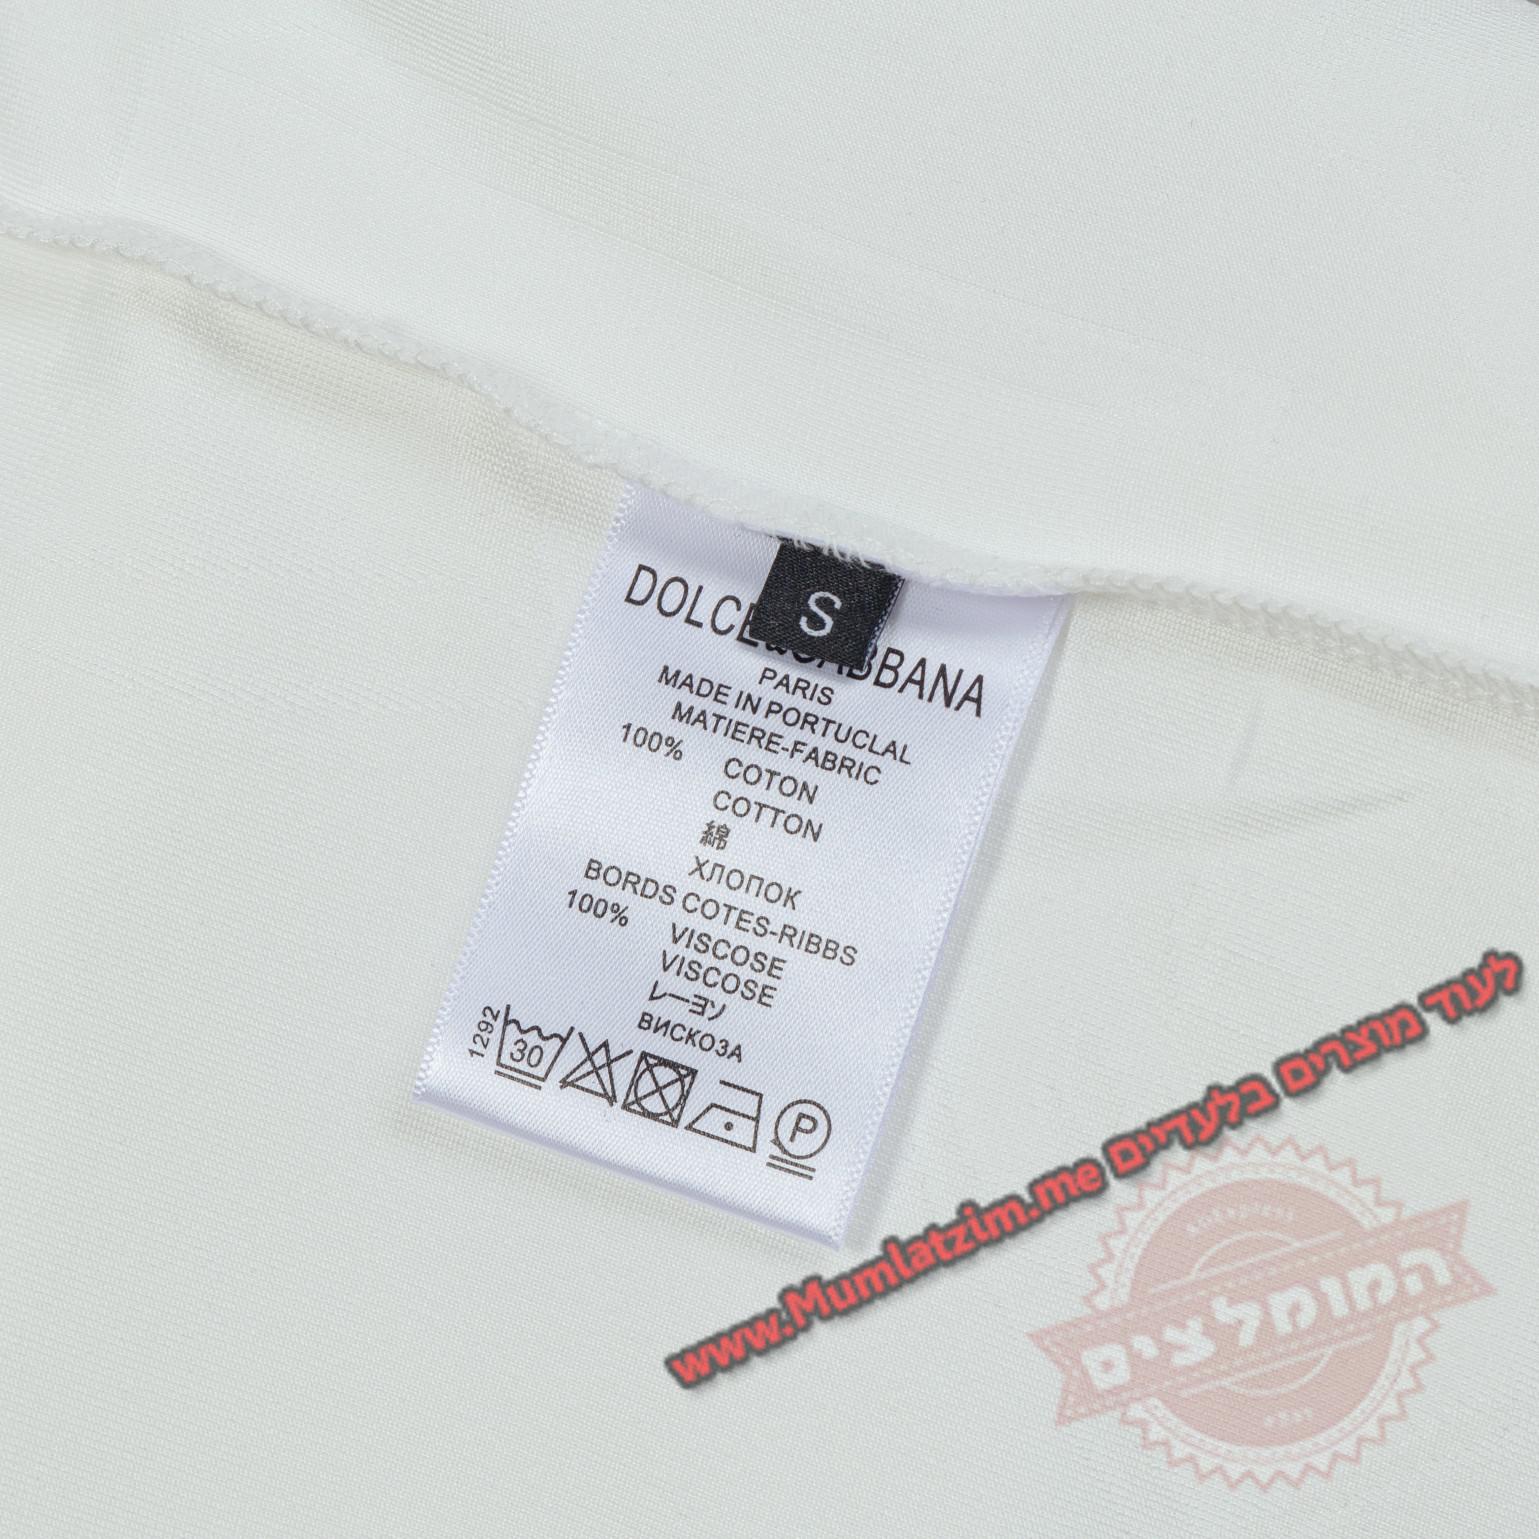 S
DOLCE&GABBANA
PARIS
MADE IN PORTUCLAL
MATIERE-FABRIC
100% COTON
COTTON
綿
ХЛОПОК
BORDS COTES-RIBBS
100% VISCOSE
VISCOSE
レーヨソ
ВИСКОЗА
1292
30
P
www.Mumlatzim.me לעוד מוצרים בלעדיים
המומלצים